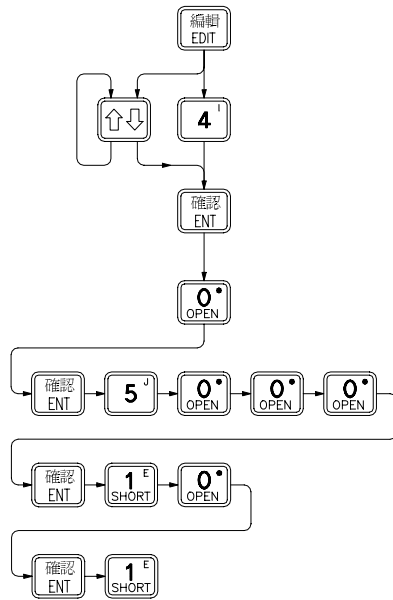 編輯
EDIT
4 I
確認
ENT
0
OPEN
確認 5 J 0 0 0
ENT OPEN OPEN OPEN
確認 1 E 0
ENT SHORT OPEN
確認 1 E
ENT SHORT